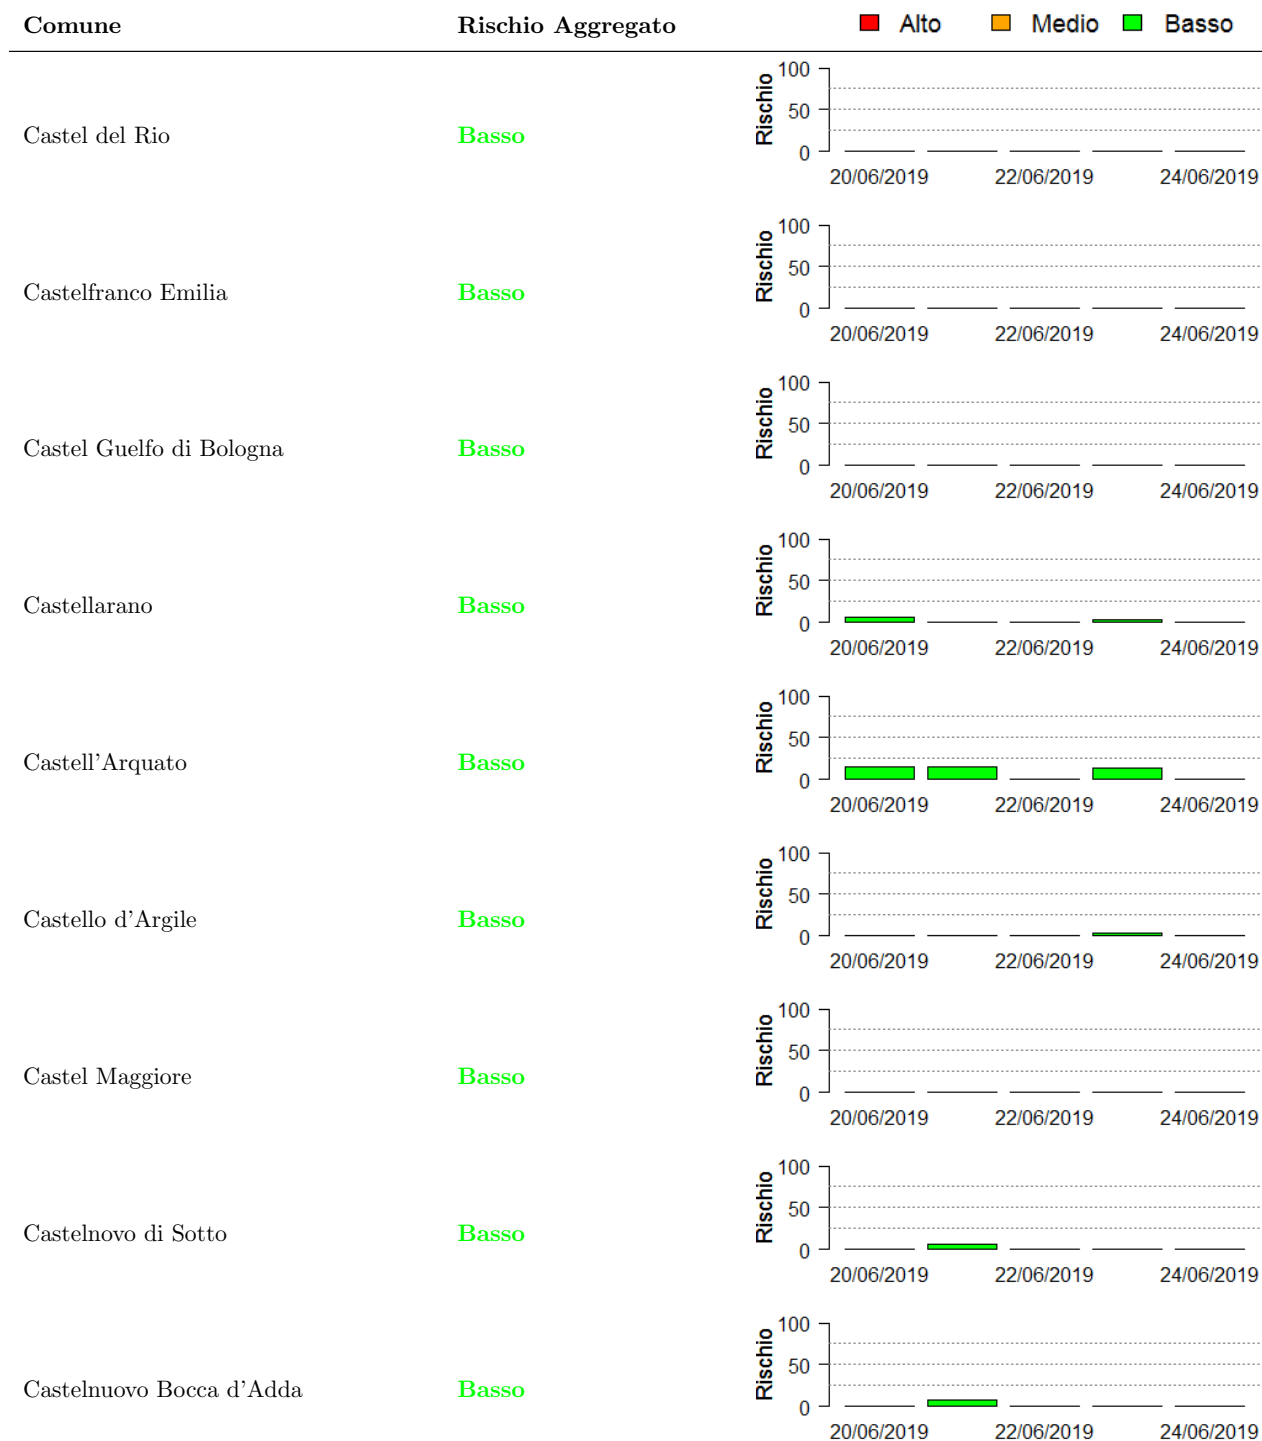 Comune Rischio Aggregato Alto Medio Basso
100
50
0
Rischio
Castel del Rio Basso
20/06/2019 22/06/2019 24/06/2019
100
50
0
Rischio
Castelfranco Emilia Basso
20/06/2019 22/06/2019 24/06/2019
100
50
0
Rischio
Castel Guelfo di Bologna Basso
20/06/2019 22/06/2019 24/06/2019
100
50
0
Rischio
Castellarano Basso
20/06/2019 22/06/2019 24/06/2019
100
50
0
Rischio
Castell'Arquato Basso
20/06/2019 22/06/2019 24/06/2019
100
50
0
Rischio
Castello d'Argile Basso
20/06/2019 22/06/2019 24/06/2019
100
50
0
Rischio
Castel Maggiore Basso
20/06/2019 22/06/2019 24/06/2019
100
50
0
Rischio
Castelnovo di Sotto Basso
20/06/2019 22/06/2019 24/06/2019
100
50
0
Rischio
Castelnuovo Bocca d'Adda Basso
20/06/2019 22/06/2019 24/06/2019